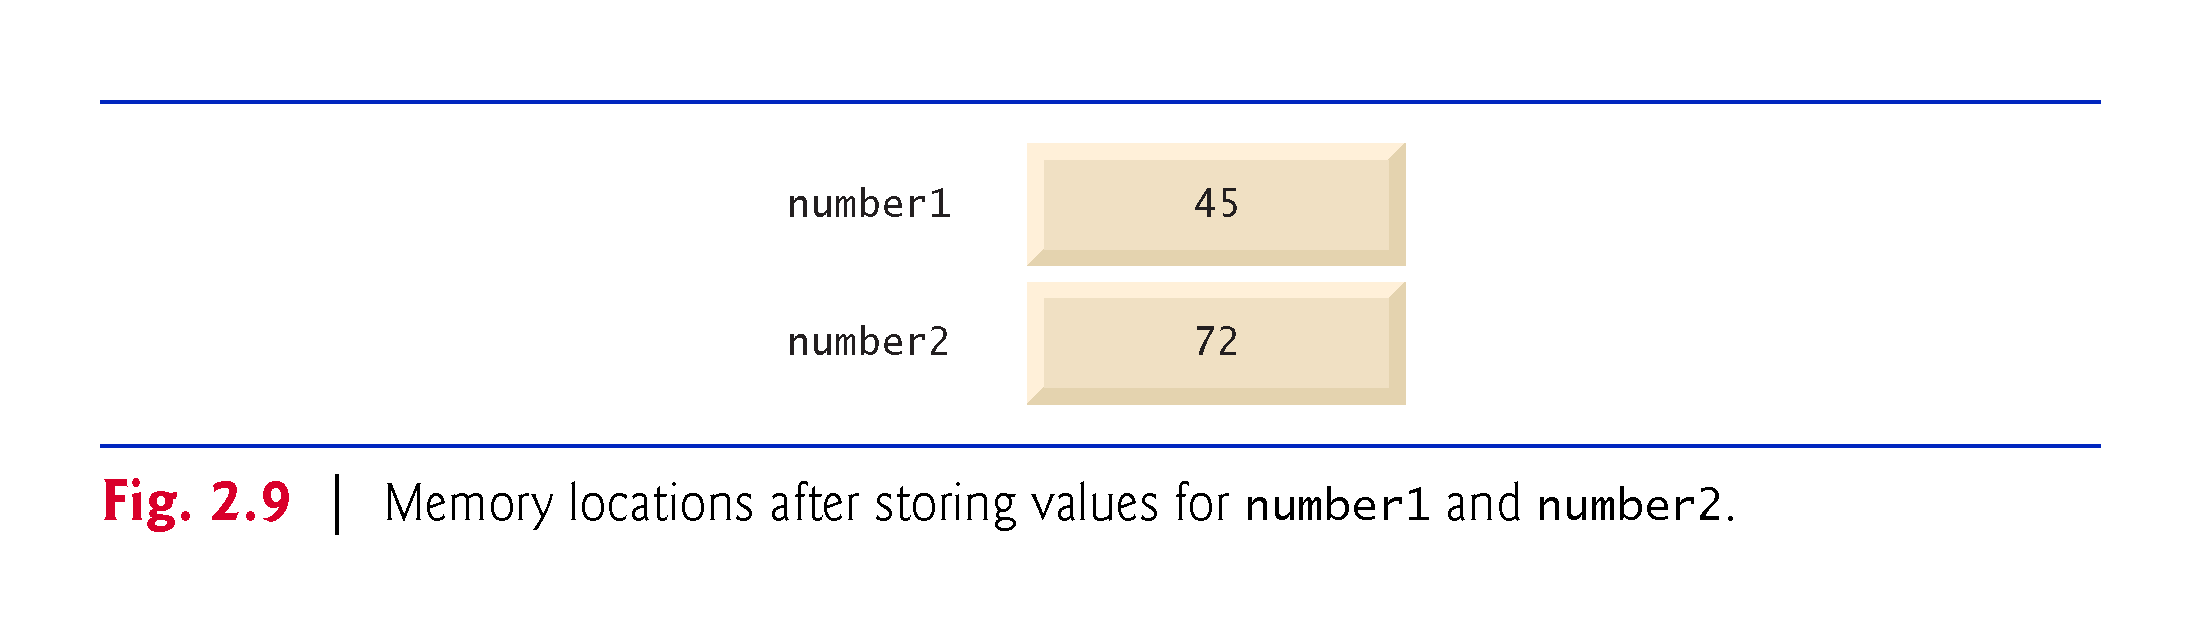 number1 45
number2 72
Fig. 2.9 | Memory locations after storing values for number1 and number2.